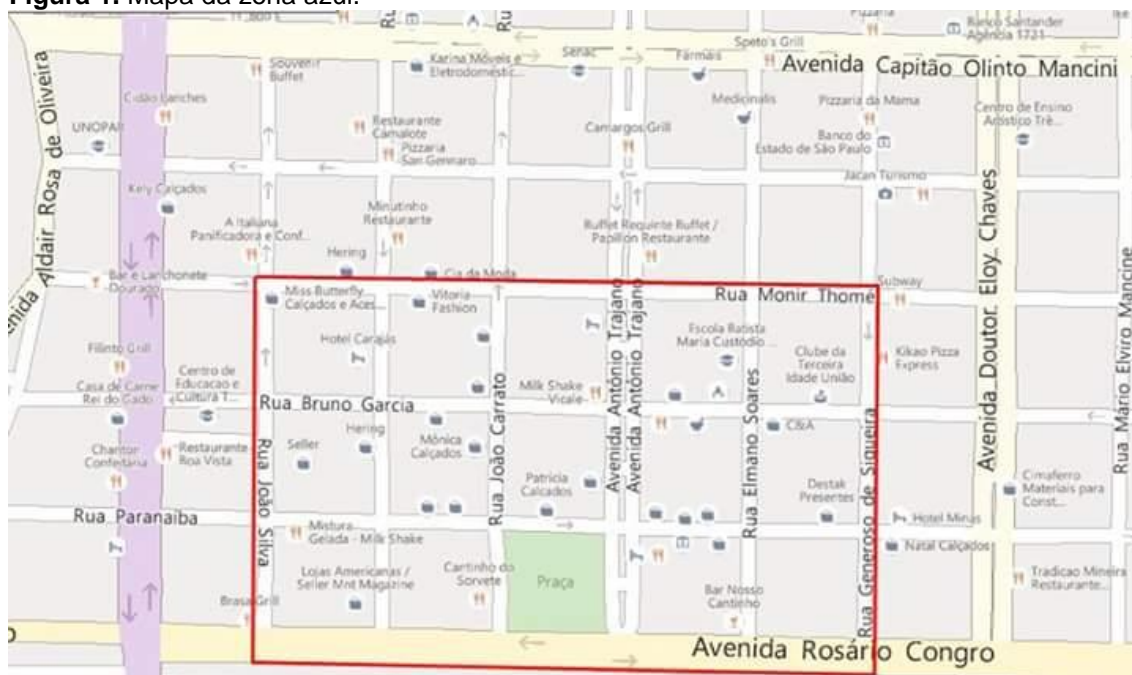 Figura 1. Mapa da zona azul.
Banco Santander
Agência 1721
Speto's Grill
Avenida Capitão Olinto Mancini
Senac
Farmais
Karina Móveis e
Eletrodoméstic...
Souvenir
Buffet
Avenida Aldair Rosa de Oliveira
Cidão Lanches
UNOPAR
Restaurante
Camalote
Pizzaria
San Gennaro
Camargos Grill
Medicinalis
Pizzaria da Mama
Banco do
Estado de São Paulo
Centro de Ensino
Artístico Trê...
Jacan Turismo
Kely Calçados
A Italiana
Panificadora e Conf...
Minutinho
Restaurante
Buffet Requinte Buffet /
Papillon Restaurante
Avenida Doutor Eloy Chaves
Rua Mário Elviro Mancine
Hering
Cia da Moda
Bar e Lanchonete
Dourado
Subway
Miss Butterfly
Calçados e Aces...
Vitoria
Fashion
Rua Monir Thomé
Avenida Antônio Trajano
Avenida Antônio Trajano
Hotel Carajás
Escola Batista
Maria Custódio ...
Clube da
Terceira
Idade União
Kikao Pizza
Express
Filinto Grill
Casa de Carne
Rei do Gado
Centro de
Educacao e
Cultura T...
Milk Shake
Vicale
Rua Bruno Garcia
Rua João Carrato
Rua Elmano Soares
C&A
Rua Generoso de Siqueira
Hering
Seller
Mônica
Calçados
Chantor
Confeitaria
Restaurante
Boa Vista
Rua João Silva
Patricia
Calcados
Destak
Presentes
Cimaferro
Materiais para
Const...
Rua Paranaiba
Mistura
Gelada - Milk Shake
Hotel Minas
Natal Calçados
Lojas Americanas /
Seller Mnt Magazine
Cantinho do
Sorvete
Praça
Bar Nosso
Cantinho
Tradicao Mineira
Restaurante...
Brasa Grill
Avenida Rosário Congro